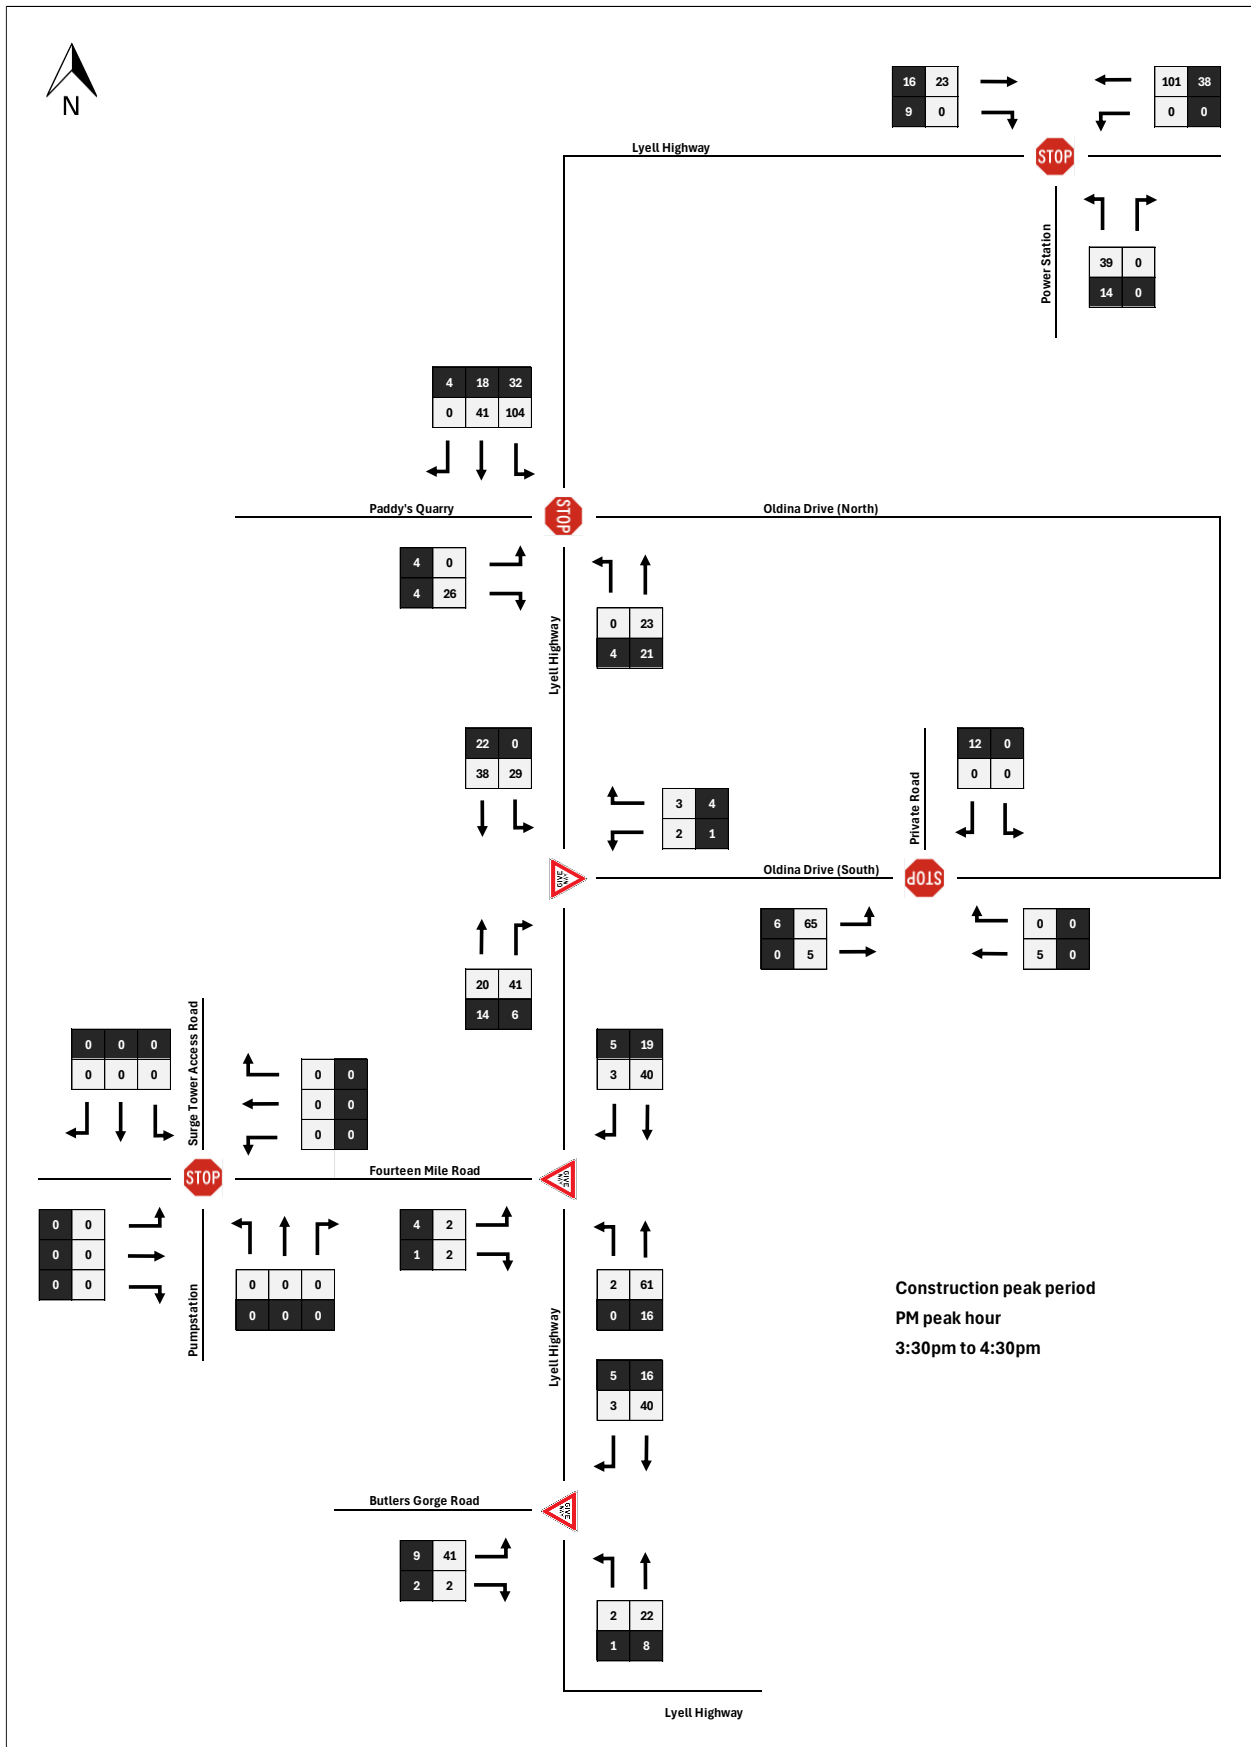 N
16 23
9 0
101 38
0 0
Lyell Highway
STOP
Power Station
39 0
14 0
4 18 32
0 41 104
Paddy's Quarry
STOP
Oldina Drive (North)
4 0
4 26
Lyell Highway
0 23
4 21
22 0
38 29
3 4
2 1
Private Road
12 0
0 0
GIVE WAY
Oldina Drive (South)
STOP
6 65
0 5
0 0
5 0
20 41
14 6
Surge Tower Access Road
0 0 0
0 0 0
0 0
0 0
0 0
5 19
3 40
STOP
Fourteen Mile Road
GIVE WAY
0 0
0 0
0 0
Pumpstation
0 0 0
0 0 0
4 2
1 2
Lyell Highway
2 61
0 16
Construction peak period
PM peak hour
3:30pm to 4:30pm
5 16
3 40
Butlers Gorge Road
GIVE WAY
9 41
2 2
2 22
1 8
Lyell Highway